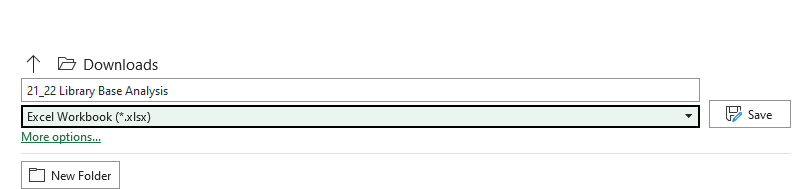 Downloads
21_22 Library Base Analysis
Excel Workbook (*.xlsx)
Save
More options...
New Folder